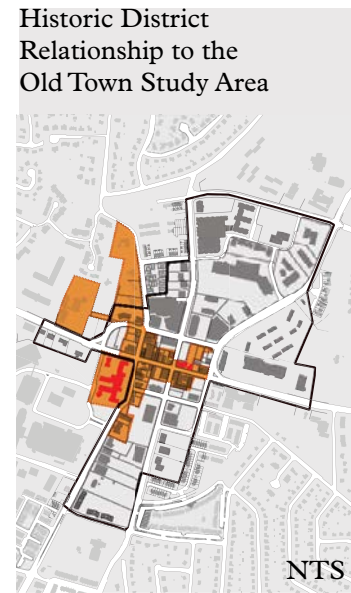 Historic District
Relationship to the
Old Town Study Area
NTS